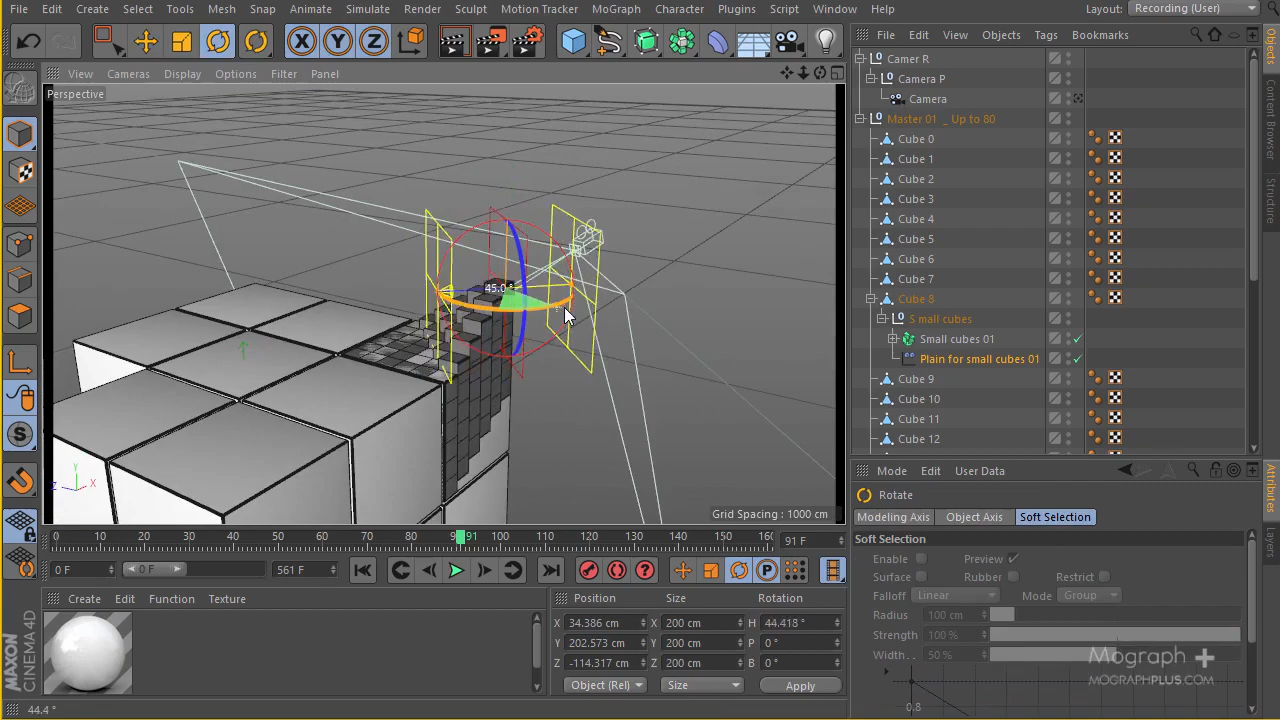 File Edit Create Select Tools Mesh Snap Animate Simulate Render Sculpt Motion Tracker MoGraph Character Plugins Script Window Layout: Recording (User)
X Y Z
View Cameras Display Options Filter Panel
Perspective
45.0 °
Y X Z
Grid Spacing : 1000 cm
File Edit View Objects Tags Bookmarks
Camer R
Camera P
Camera
Master 01 _ Up to 80
Cube 0
Cube 1
Cube 2
Cube 3
Cube 4
Cube 5
Cube 6
Cube 7
Cube 8
S mall cubes
Small cubes 01
Plain for small cubes 01
Cube 9
Cube 10
Cube 11
Cube 12
Objects
Content Browser
Attributes
Layers
Mode Edit User Data
Rotate
Modeling Axis Object Axis Soft Selection
Soft Selection
Enable Preview
Surface Rubber Restrict
Falloff Linear Mode Group
Radius 100 cm
Strength 100 %
Width . . 50 %
0.8
Mograph +
MOGRAPHPLUS.COM
0 10 20 30 40 50 60 70 80 9 91 100 110 120 130 140 150 160 91 F
0 F 0 F 561 F
P
Create Edit Function Texture
MAXON
CINEMA 4D
Position Size Rotation
X 34.386 cm X 200 cm H 44.418 °
Y 202.573 cm Y 200 cm P 0 °
Z -114.317 cm Z 200 cm B 0 °
Object (Rel) Size Apply
44.4 °